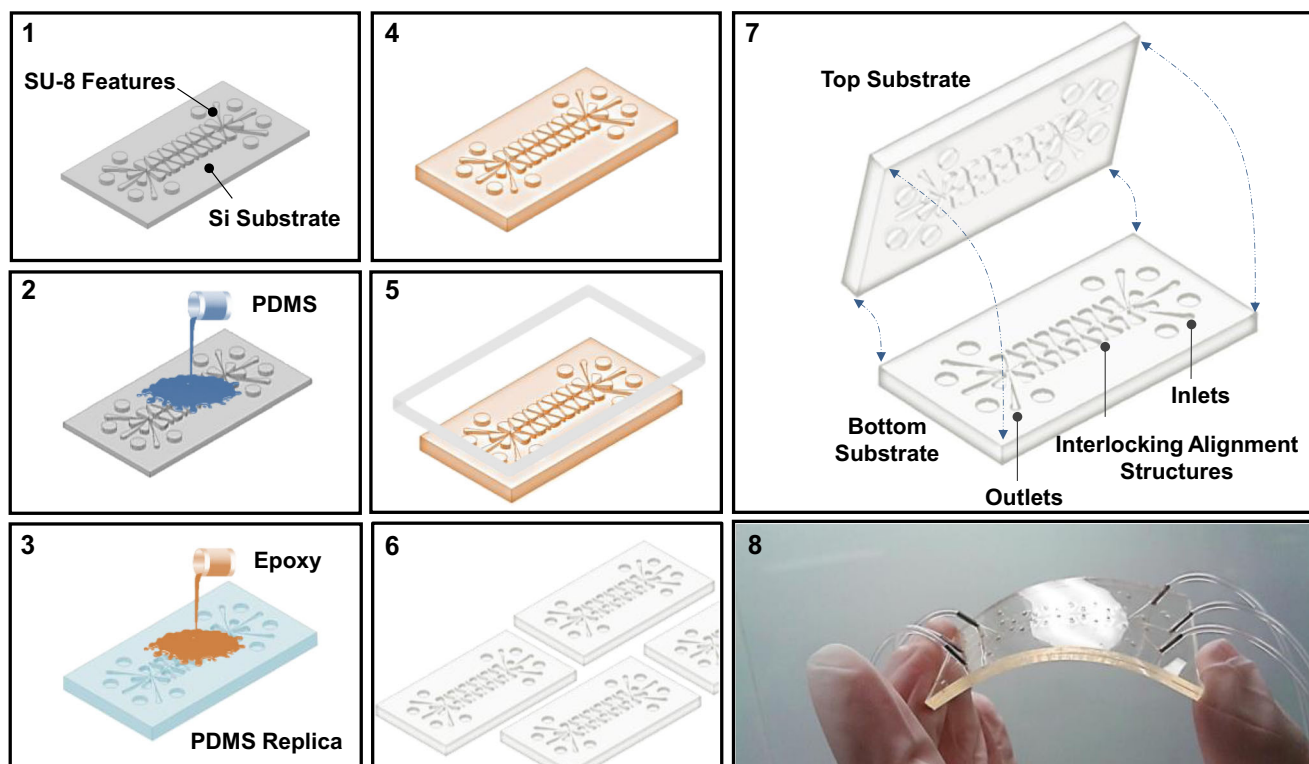 1
SU-8 Features
Si Substrate
2
PDMS
3
Epoxy
PDMS Replica
4
5
6
7
Top Substrate
Bottom
Substrate
Inlets
Interlocking Alignment
Structures
Outlets
8